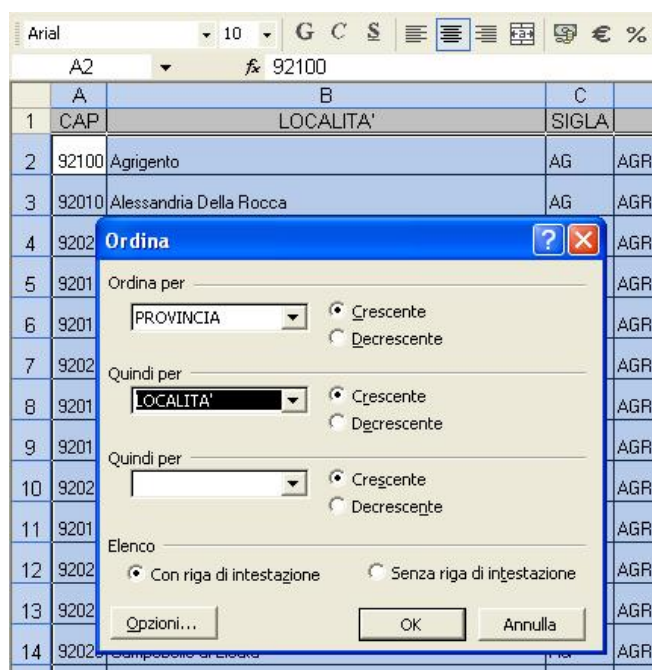 Arial 10 G C S € %
A2 fx 92100
A B C
1 CAP LOCALITA' SIGLA
2 92100 Agrigento AG AGR
3 92010 Alessandria Della Rocca AG AGR
4 9202 Ordina AGR
5 9201 Ordina per AGR
PROVINCIA Crescente
6 9201 Decrescente AGR
7 9202 Quindi per AGR
8 9201 LOCALITA' Crescente AGR
Decrescente
9 9201 Quindi per AGR
10 9202 Crescente AGR
11 9201 Decrescente AGR
Elenco
12 9202 Con riga di intestazione Senza riga di intestazione AGR
13 9202 Opzioni... OK Annulla AGR
14 AGR